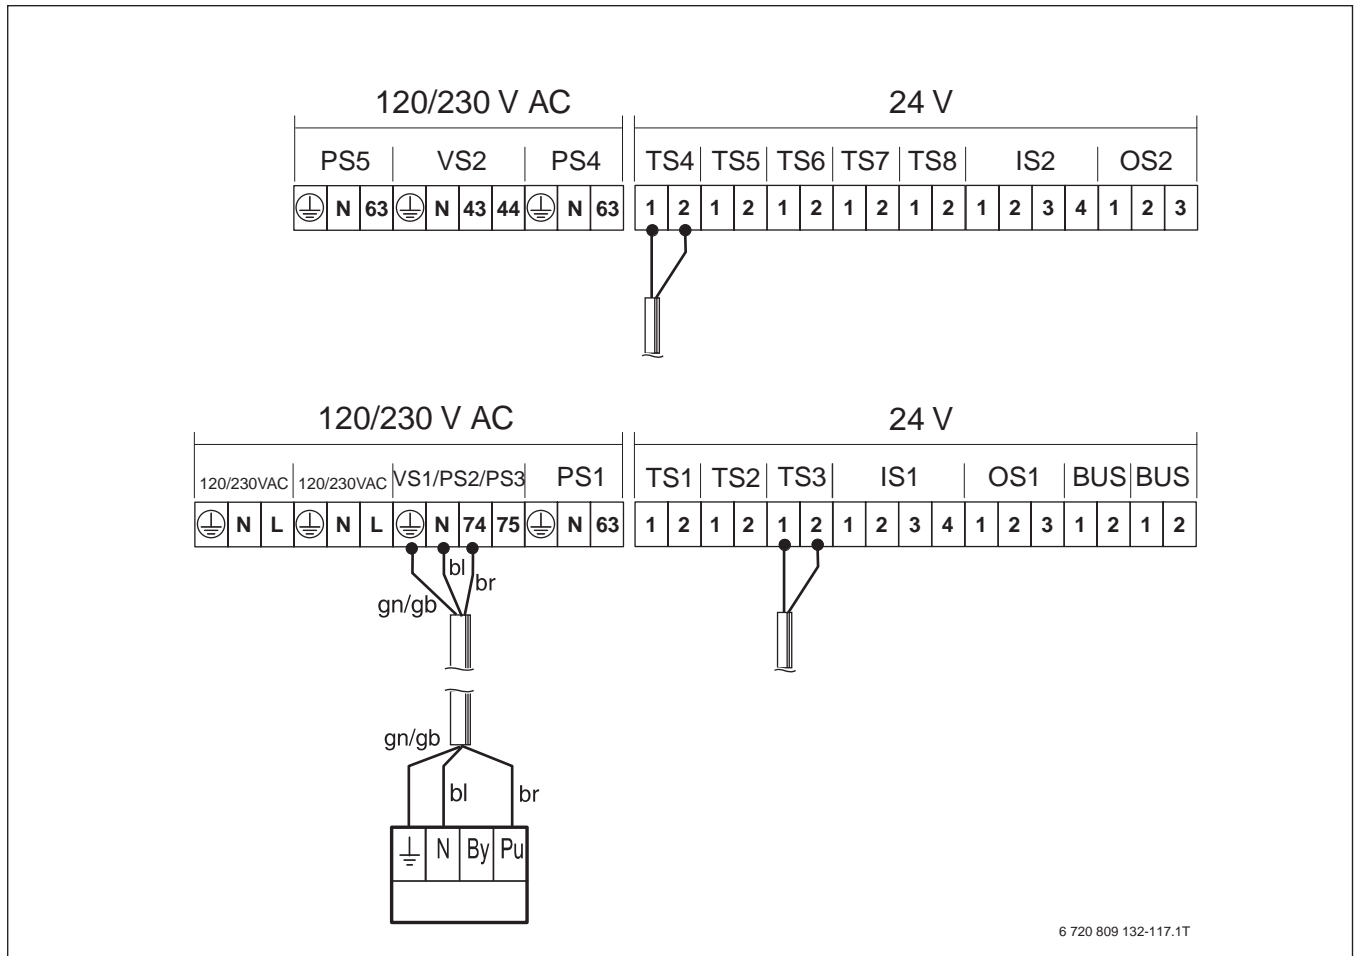 120/230 V AC 24 V
PS5 VS2 PS4 TS4 TS5 TS6 TS7 TS8 IS2 OS2
N 63 N 43 44 N 63 1 2 1 2 1 2 1 2 1 2 1 2 3 4 1 2 3
120/230 V AC 24 V
120/230VAC 120/230VAC VS1/PS2/PS3 PS1 TS1 TS2 TS3 IS1 OS1 BUS BUS
N L N L N 74 75 N 63 1 2 1 2 1 2 1 2 3 4 1 2 3 1 2 1 2
bl
br
gn/gb
gn/gb
bl br
N By Pu
6 720 809 132-117.1T